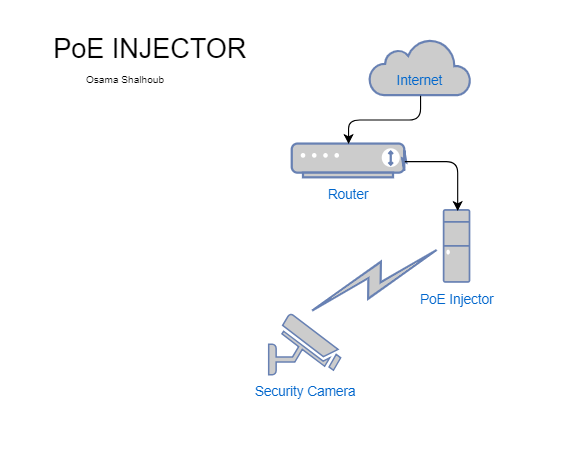 PoE INJECTOR
Osama Shalhoub
Internet
Router
PoE Injector
Security Camera